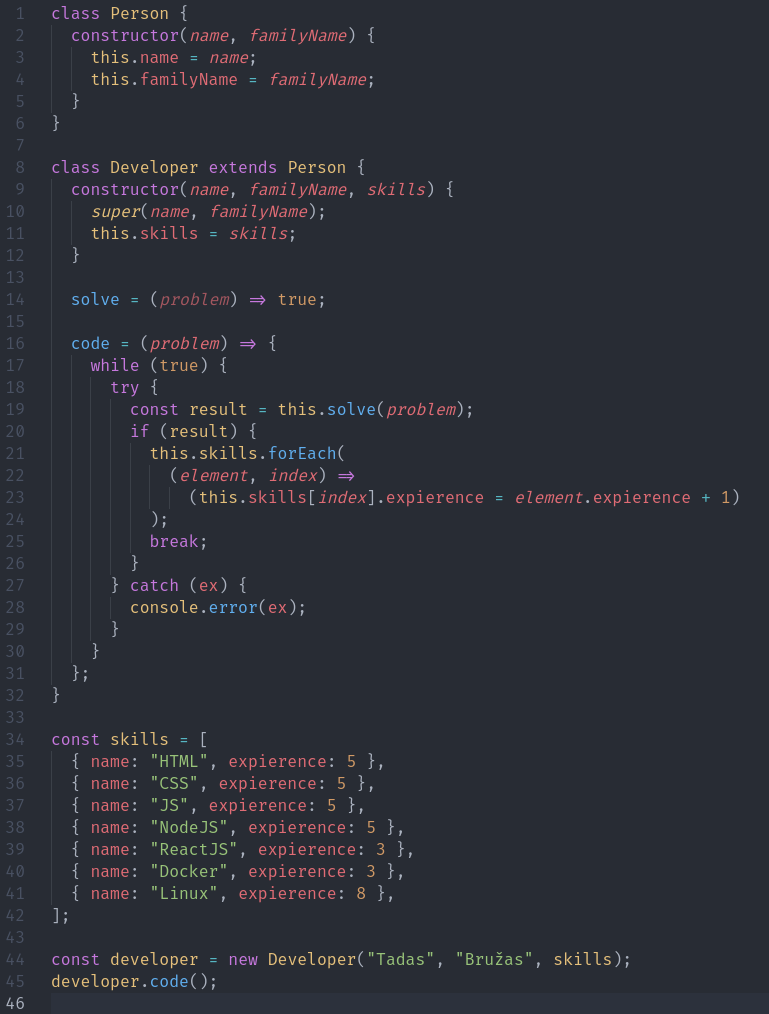 1 class Person {
2 constructor(name, familyName) {
3 this.name = name;
4 this.familyName = familyName;
5 }
6 }
7
8 class Developer extends Person {
9 constructor(name, familyName, skills) {
10 super(name, familyName);
11 this.skills = skills;
12 }
13
14 solve = (problem) => true;
15
16 code = (problem) => {
17 while (true) {
18 try {
19 const result = this.solve(problem);
20 if (result) {
21 this.skills.forEach(
22 (element, index) =>
23 (this.skills[index].expierence = element.expierence + 1)
24 );
25 break;
26 }
27 } catch (ex) {
28 console.error(ex);
29 }
30 }
31 };
32 }
33
34 const skills = [
35 { name: "HTML", expierence: 5 },
36 { name: "CSS", expierence: 5 },
37 { name: "JS", expierence: 5 },
38 { name: "NodeJS", expierence: 5 },
39 { name: "ReactJS", expierence: 3 },
40 { name: "Docker", expierence: 3 },
41 { name: "Linux", expierence: 8 },
42 ];
43
44 const developer = new Developer("Tadas", "Bružas", skills);
45 developer.code();
46